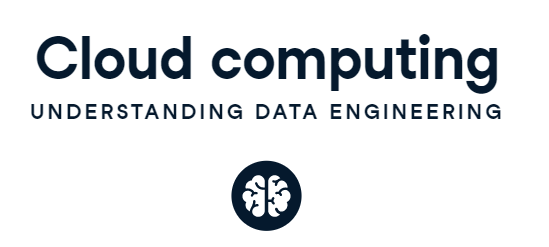 Cloud computing
UNDERSTANDING DATA ENGINEERING